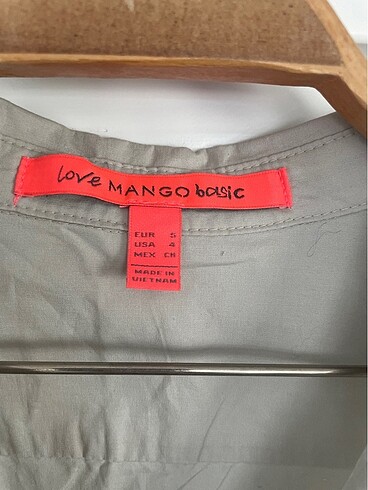 love MANGO basic
EUR S
USA 4
MEX CH
MADE IN
VIETNAM